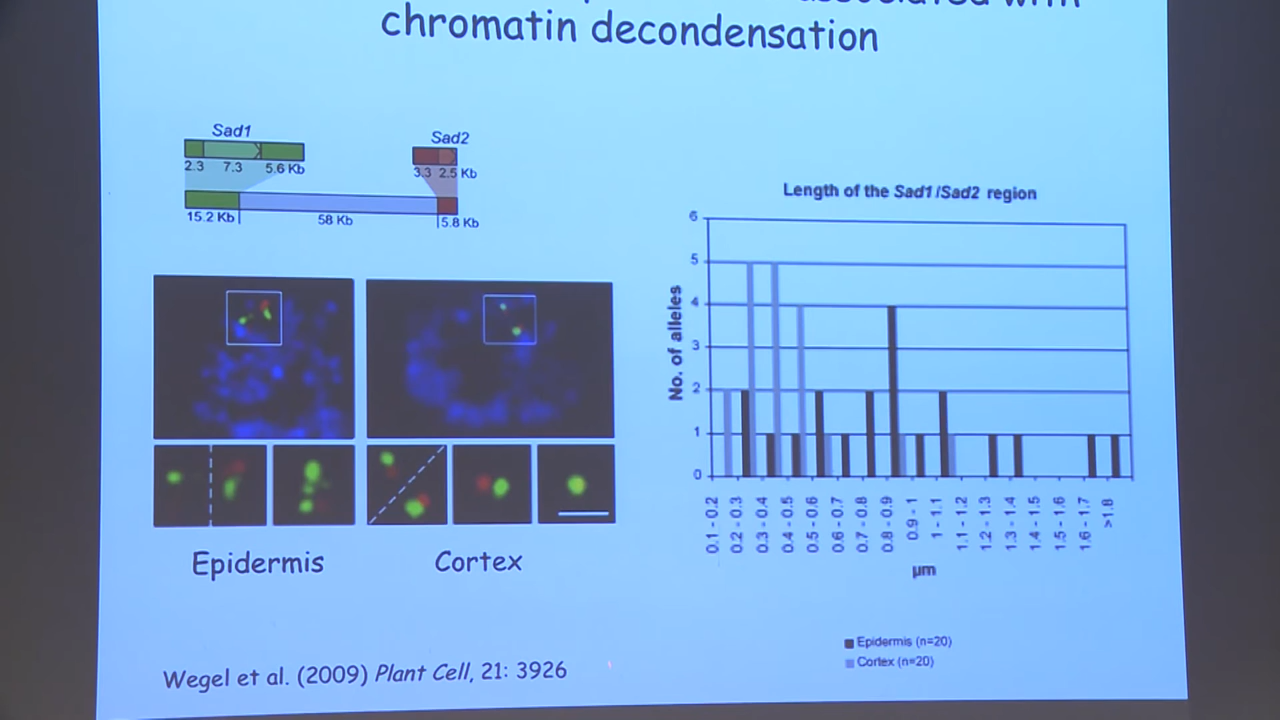 associated with
chromatin decondensation
Sad1
2.3 7.3 5.6 Kb
Sad2
3.3 2.5 Kb
15.2 Kb 58 Kb 5.8 Kb
Epidermis
Cortex
Wegel et al. (2009) Plant Cell, 21: 3926
Length of the Sad1/Sad2 region
No. of alleles
6
5
4
3
2
1
0
0.1 - 0.2
0.2 - 0.3
0.3 - 0.4
0.4 - 0.5
0.5 - 0.6
0.6 - 0.7
0.7 - 0.8
0.8 - 0.9
0.9 - 1
1 - 1.1
1.1 - 1.2
1.2 - 1.3
1.3 - 1.4
1.4 - 1.5
1.5 - 1.6
1.6 - 1.7
>1.8
µm
Epidermis (n=20)
Cortex (n=20)